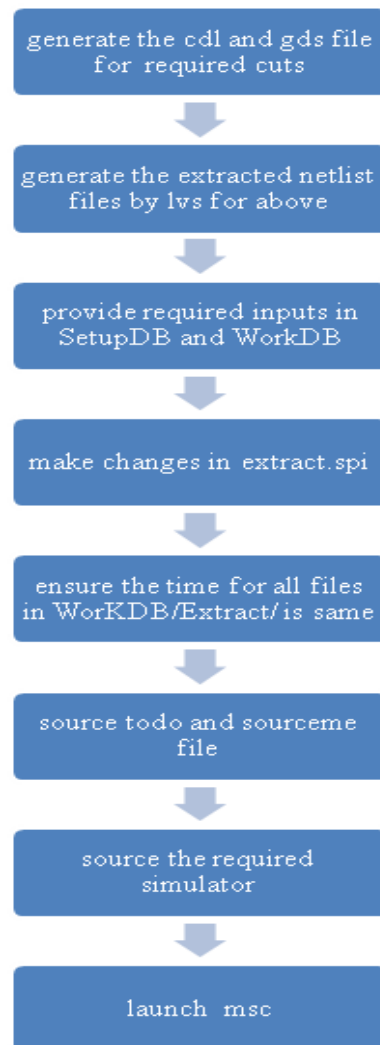 generate the cdl and gds file
for required cuts
generate the extracted netlist
files by lvs for above
provide required inputs in
SetupDB and WorkDB
make changes in extract.spi
ensure the time for all files
in WorKDB/Extract/ is same
source todo and sourceme
file
source the required
simulator
launch msc